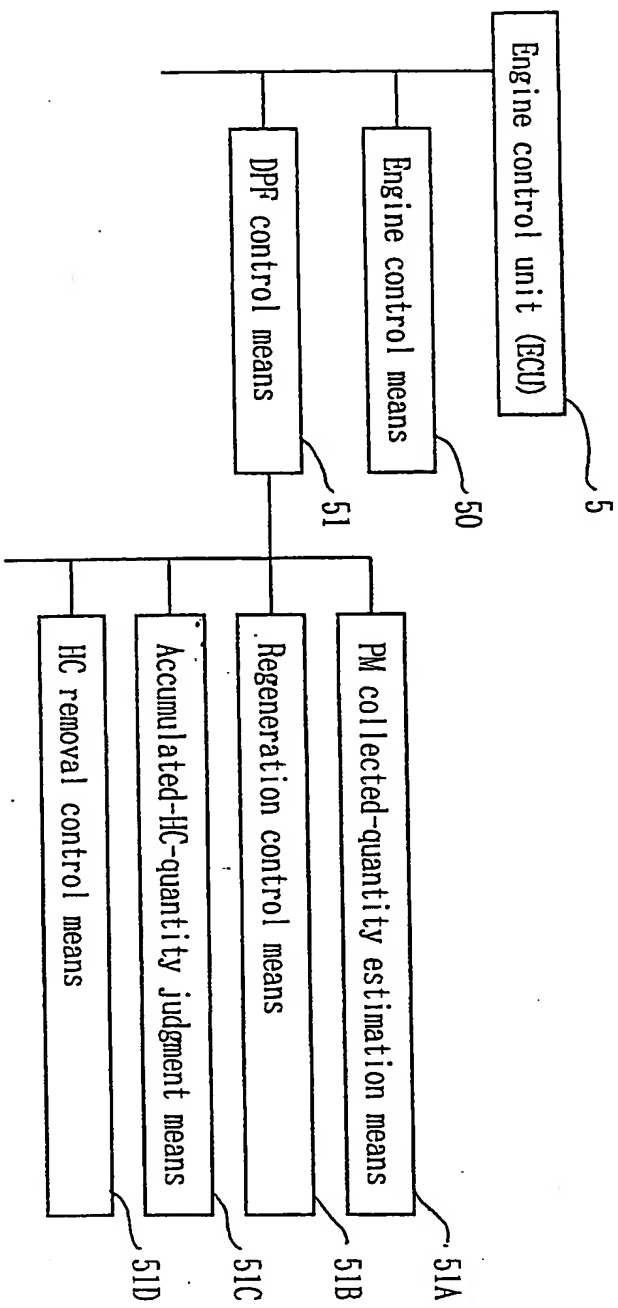 Engine control unit (ECU)
5
Engine control means
50
DPF control means
51
PM collected-quantity estimation means
51A
Regeneration control means
51B
Accumulated-HC-quantity judgment means
51C
HC removal control means
51D